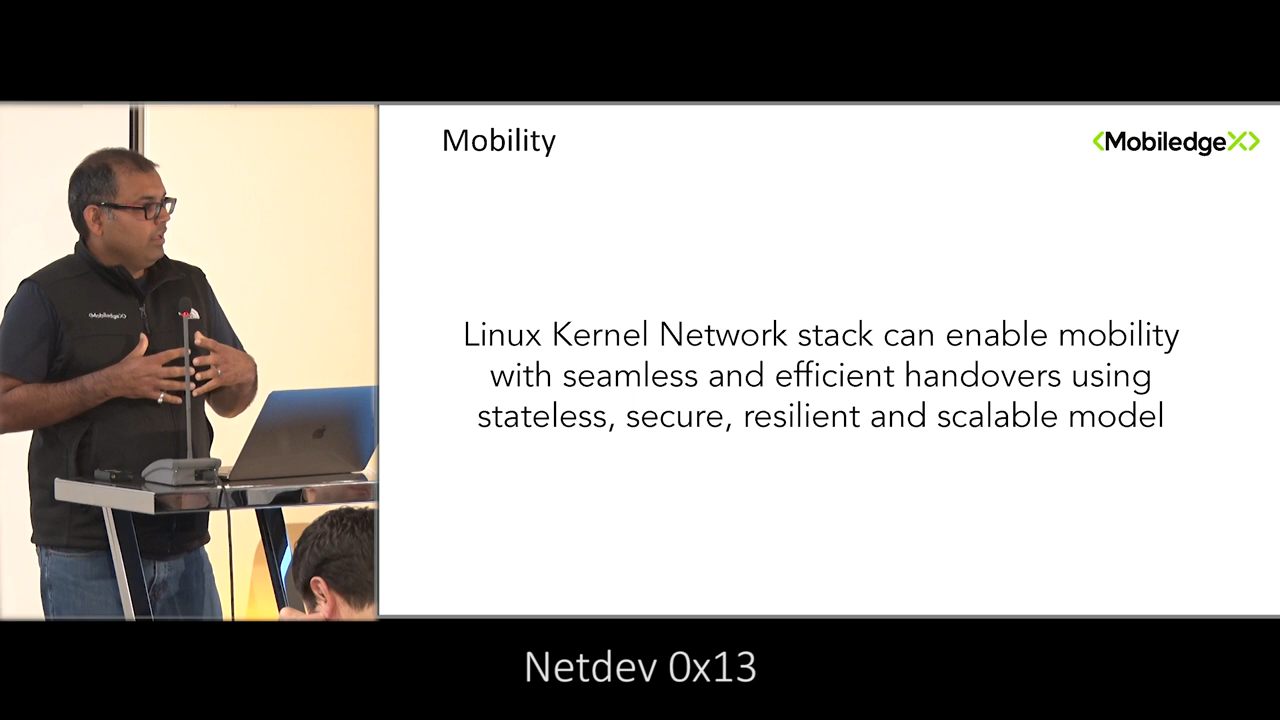 Mobility
<MobiledgeX>
Linux Kernel Network stack can enable mobility
with seamless and efficient handovers using
stateless, secure, resilient and scalable model
MobiledgeX
Netdev 0x13